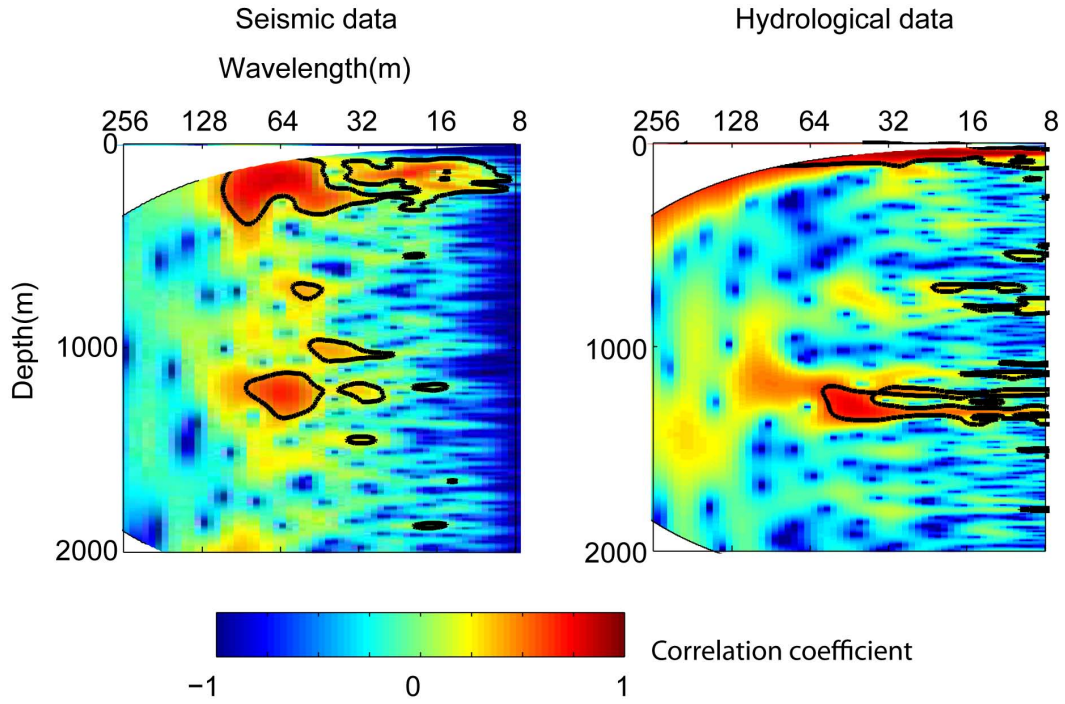 Seismic data
Hydrological data
Wavelength(m)
256 128 64 32 16 8
256 128 64 32 16 8
0
1000
2000
Depth(m)
0
1000
2000
−1 0 1
Correlation coefficient